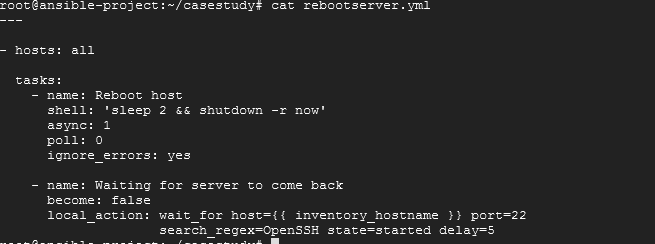 root@ansible-project:~/casestudy# cat rebootserver.yml
---
- hosts: all
  tasks:
    - name: Reboot host
      shell: 'sleep 2 && shutdown -r now'
      async: 1
      poll: 0
      ignore_errors: yes
    - name: Waiting for server to come back
      become: false
      local_action: wait_for host={{ inventory_hostname }} port=22
                    search_regex=OpenSSH state=started delay=5
root@ansible-project:~/casestudy#